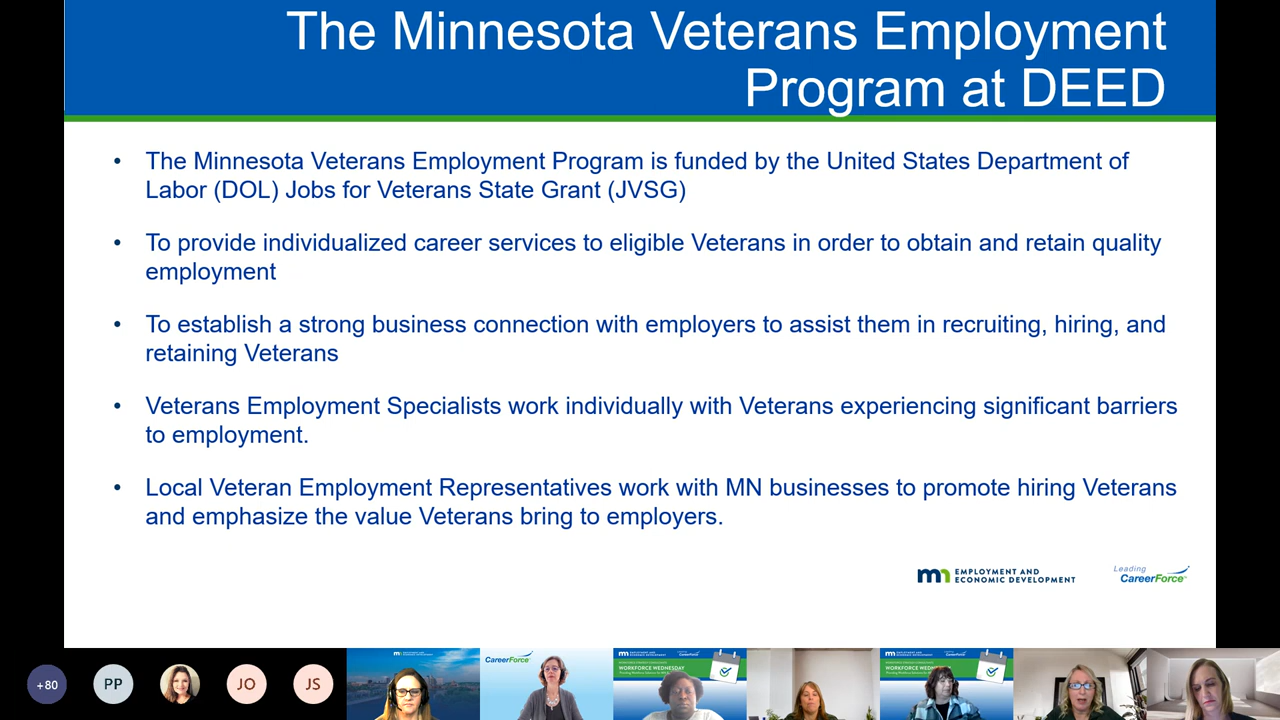 The Minnesota Veterans Employment
Program at DEED
• The Minnesota Veterans Employment Program is funded by the United States Department of
Labor (DOL) Jobs for Veterans State Grant (JVSG)
• To provide individualized career services to eligible Veterans in order to obtain and retain quality
employment
• To establish a strong business connection with employers to assist them in recruiting, hiring, and
retaining Veterans
• Veterans Employment Specialists work individually with Veterans experiencing significant barriers
to employment.
• Local Veteran Employment Representatives work with MN businesses to promote hiring Veterans
and emphasize the value Veterans bring to employers.
mn EMPLOYMENT AND
ECONOMIC DEVELOPMENT
Leading
CareerForce
+80
PP
JO
JS
CareerForce
WORKFORCE WEDNESDAY
WORKFORCE WEDN